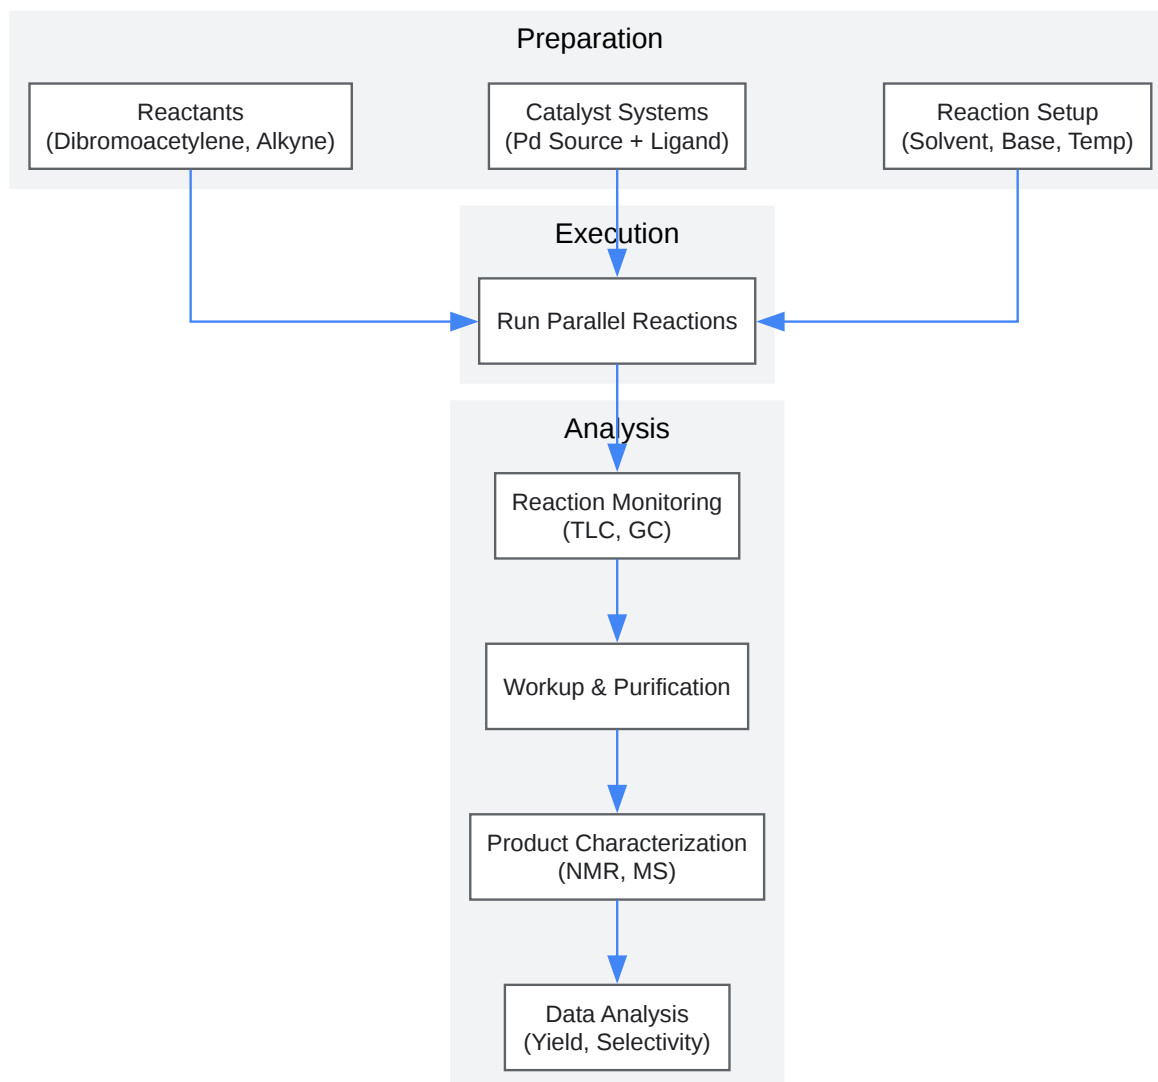 Preparation
Reactants
(Dibromoacetylene, Alkyne)
Catalyst Systems
(Pd Source + Ligand)
Reaction Setup
(Solvent, Base, Temp)
Execution
Run Parallel Reactions
Analysis
Reaction Monitoring
(TLC, GC)
Workup & Purification
Product Characterization
(NMR, MS)
Data Analysis
(Yield, Selectivity)